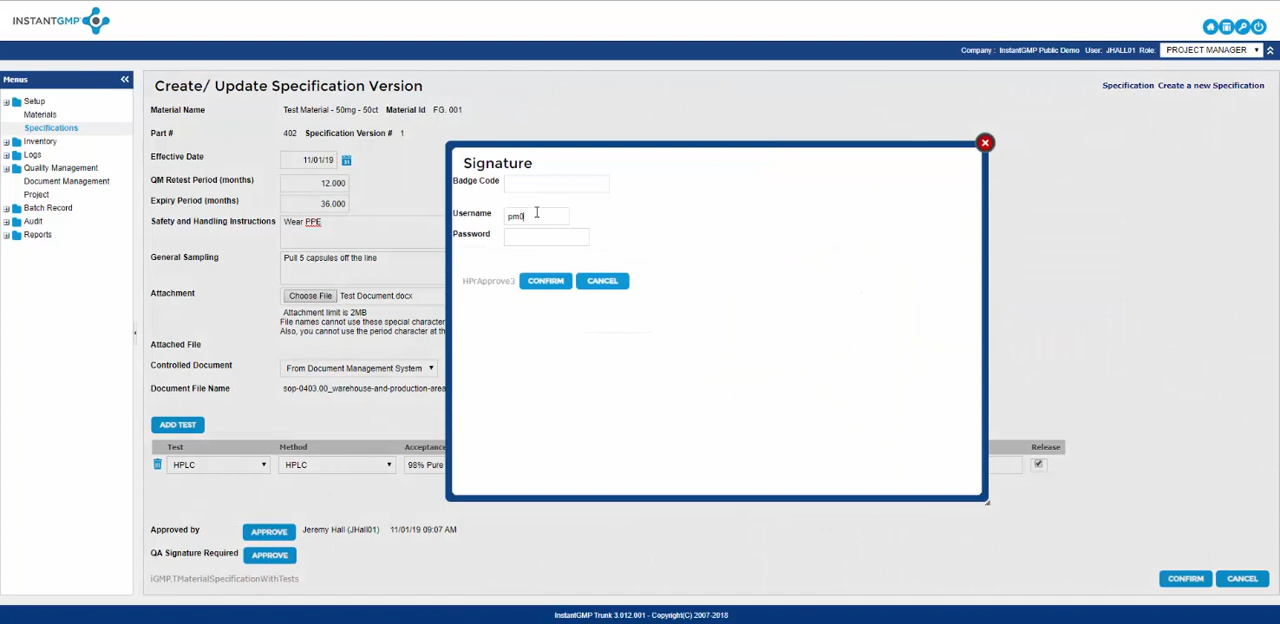 INSTANTGMP
Company : InstantGMP Public Demo User: JHALL01 Role: PROJECT MANAGER
Menus
Setup
Materials
Specifications
Inventory
Logs
Quality Management
Document Management
Project
Batch Record
Audit
Reports
Create/ Update Specification Version
Specification Create a new Specification
Material Name Test Material - 50mg - 50ct Material Id FG. 001
Part # 402 Specification Version # 1
Effective Date 11/01/19
QM Retest Period (months) 12.000
Expiry Period (months) 36.000
Safety and Handling Instructions Wear PPE
General Sampling Pull 5 capsules off the line
Attachment Choose File Test Document.docx
Attachment limit is 2MB
File names cannot use these special character
Also, you cannot use the period character at th
Attached File
Controlled Document From Document Management System
Document File Name sop-0403.00_warehouse-and-production-area
ADD TEST
Test Method Acceptance Release
HPLC HPLC 98% Pure
Approved by APPROVE Jeremy Hall (JHall01) 11/01/19 09:07 AM
QA Signature Required APPROVE
iGMP.TMaterialSpecificationWithTests
CONFIRM CANCEL
Signature
Badge Code
Username pm0
Password
HPrApprove3 CONFIRM CANCEL
InstantGMP Trunk 3.012.001 - Copyright(C) 2007-2018